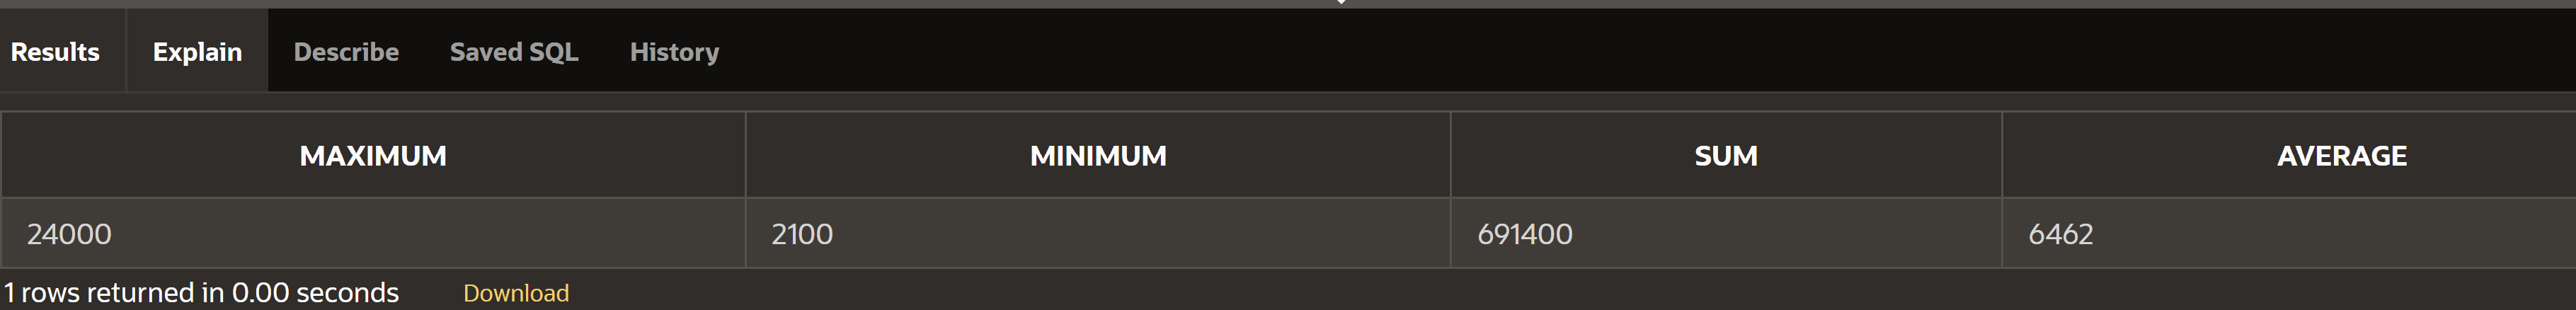 Results Explain Describe Saved SQL History
MAXIMUM MINIMUM SUM AVERAGE
24000 2100 691400 6462
1 rows returned in 0.00 seconds Download